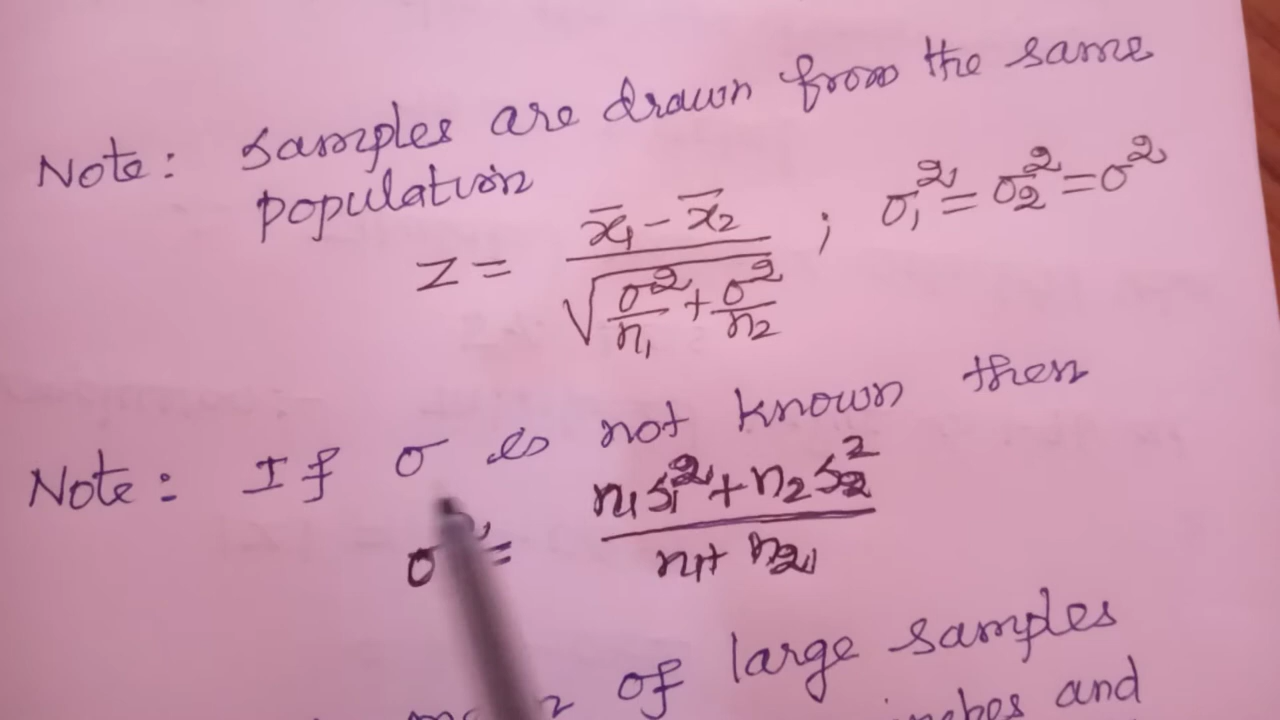 Note: Samples are drawn from the same
population
z = x̄₁ - x̄₂ / √(σ²/n₁ + σ²/n₂) ; σ₁² = σ₂² = σ²
Note: If σ is not known then
σ² = n₁s₁² + n₂s₂² / n₁ + n₂
of large samples
and